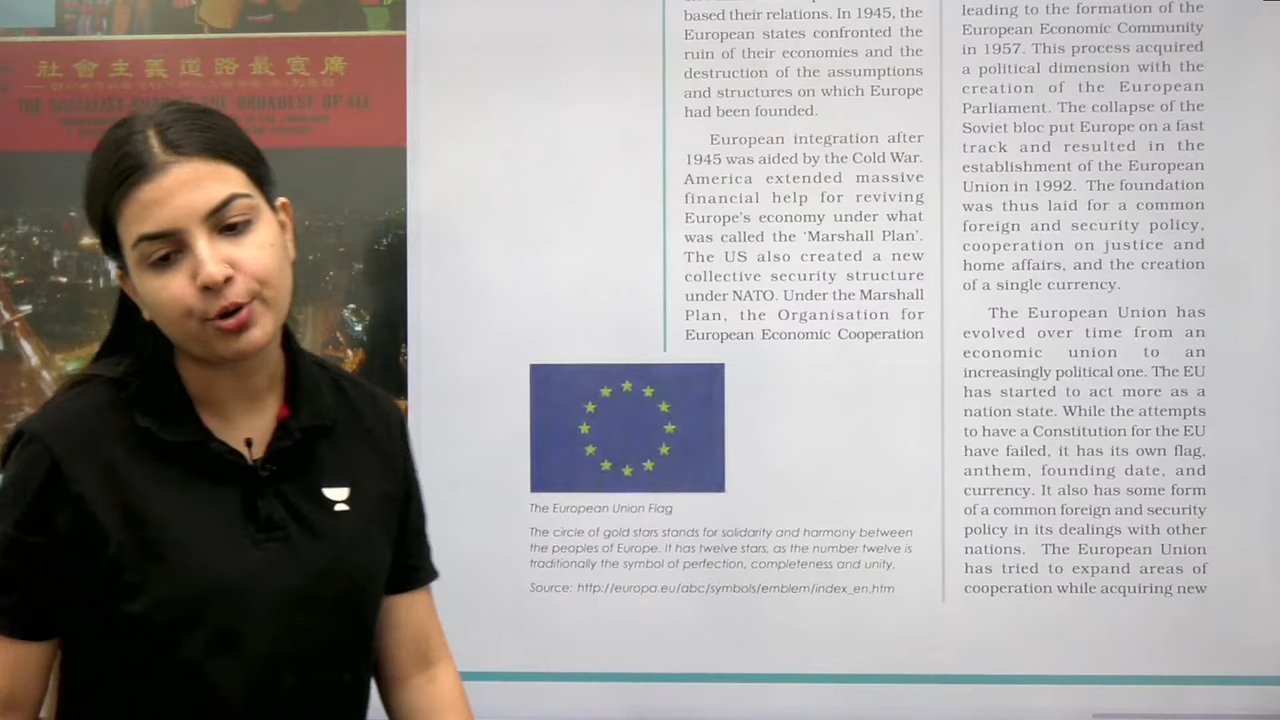 社會主義道路最寬廣
THE SOCIALIST ROAD IS THE BROADEST OF ALL
based their relations. In 1945, the
European states confronted the
ruin of their economies and the
destruction of the assumptions
and structures on which Europe
had been founded.
European integration after
1945 was aided by the Cold War.
America extended massive
financial help for reviving
Europe's economy under what
was called the ‘Marshall Plan’.
The US also created a new
collective security structure
under NATO. Under the Marshall
Plan, the Organisation for
European Economic Cooperation
The European Union Flag
The circle of gold stars stands for solidarity and harmony between
the peoples of Europe. It has twelve stars, as the number twelve is
traditionally the symbol of perfection, completeness and unity.
Source: http://europa.eu/abc/symbols/emblem/index_en.htm
leading to the formation of the
European Economic Community
in 1957. This process acquired
a political dimension with the
creation of the European
Parliament. The collapse of the
Soviet bloc put Europe on a fast
track and resulted in the
establishment of the European
Union in 1992. The foundation
was thus laid for a common
foreign and security policy,
cooperation on justice and
home affairs, and the creation
of a single currency.
The European Union has
evolved over time from an
economic union to an
increasingly political one. The EU
has started to act more as a
nation state. While the attempts
to have a Constitution for the EU
have failed, it has its own flag,
anthem, founding date, and
currency. It also has some form
of a common foreign and security
policy in its dealings with other
nations. The European Union
has tried to expand areas of
cooperation while acquiring new